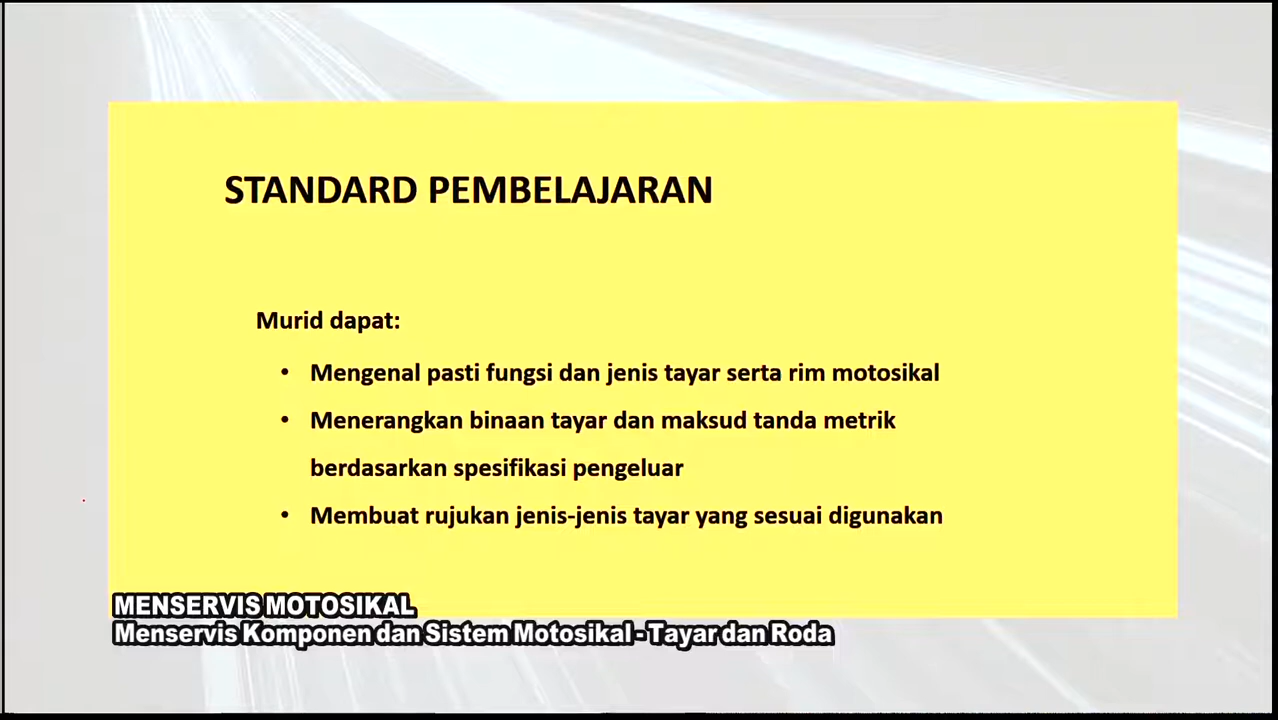 STANDARD PEMBELAJARAN
Murid dapat:
• Mengenal pasti fungsi dan jenis tayar serta rim motosikal
• Menerangkan binaan tayar dan maksud tanda metrik
berdasarkan spesifikasi pengeluar
• Membuat rujukan jenis-jenis tayar yang sesuai digunakan
MENSERVIS MOTOSIKAL
Menservis Komponen dan Sistem Motosikal - Tayar dan Roda